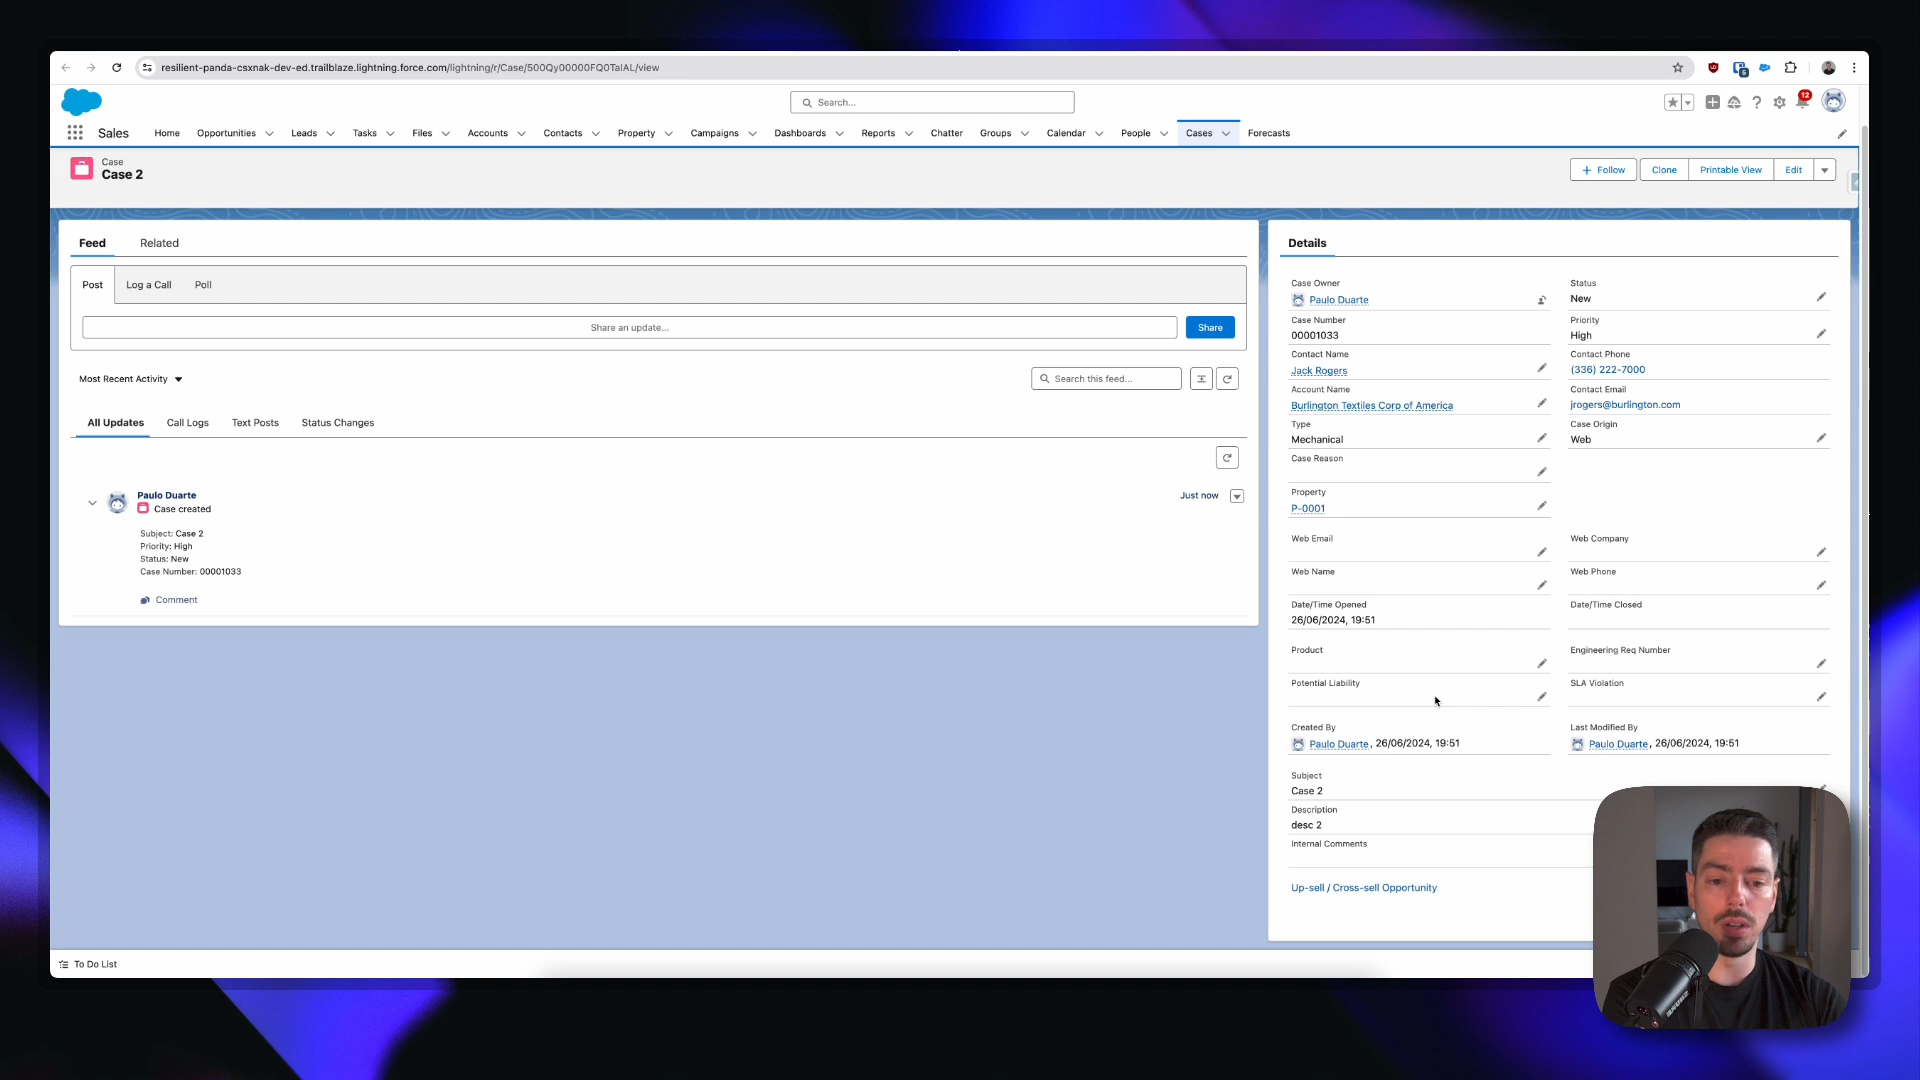 resilient-panda-csxnak-dev-ed.trailblaze.lightning.force.com/lightning/r/Case/500Qy00000FQ0TaIAL/view
5
Search...
12
Sales
Home
Opportunities
Leads
Tasks
Files
Accounts
Contacts
Property
Campaigns
Dashboards
Reports
Chatter
Groups
Calendar
People
Cases
Forecasts
Case
Case 2
Follow
Clone
Printable View
Edit
Feed
Related
Post
Log a Call
Poll
Share an update...
Share
Most Recent Activity
Search this feed...
All Updates
Call Logs
Text Posts
Status Changes
Paulo Duarte
Case created
Just now
Subject: Case 2
Priority: High
Status: New
Case Number: 00001033
Comment
Details
Case Owner
Paulo Duarte
Status
New
Case Number
00001033
Priority
High
Contact Name
Jack Rogers
Contact Phone
(336) 222-7000
Account Name
Burlington Textiles Corp of America
Contact Email
jrogers@burlington.com
Type
Mechanical
Case Origin
Web
Case Reason
Property
P-0001
Web Email
Web Company
Web Name
Web Phone
Date/Time Opened
26/06/2024, 19:51
Date/Time Closed
Product
Engineering Req Number
Potential Liability
SLA Violation
Created By
Paulo Duarte, 26/06/2024, 19:51
Last Modified By
Paulo Duarte, 26/06/2024, 19:51
Subject
Case 2
Description
desc 2
Internal Comments
Up-sell / Cross-sell Opportunity
To Do List